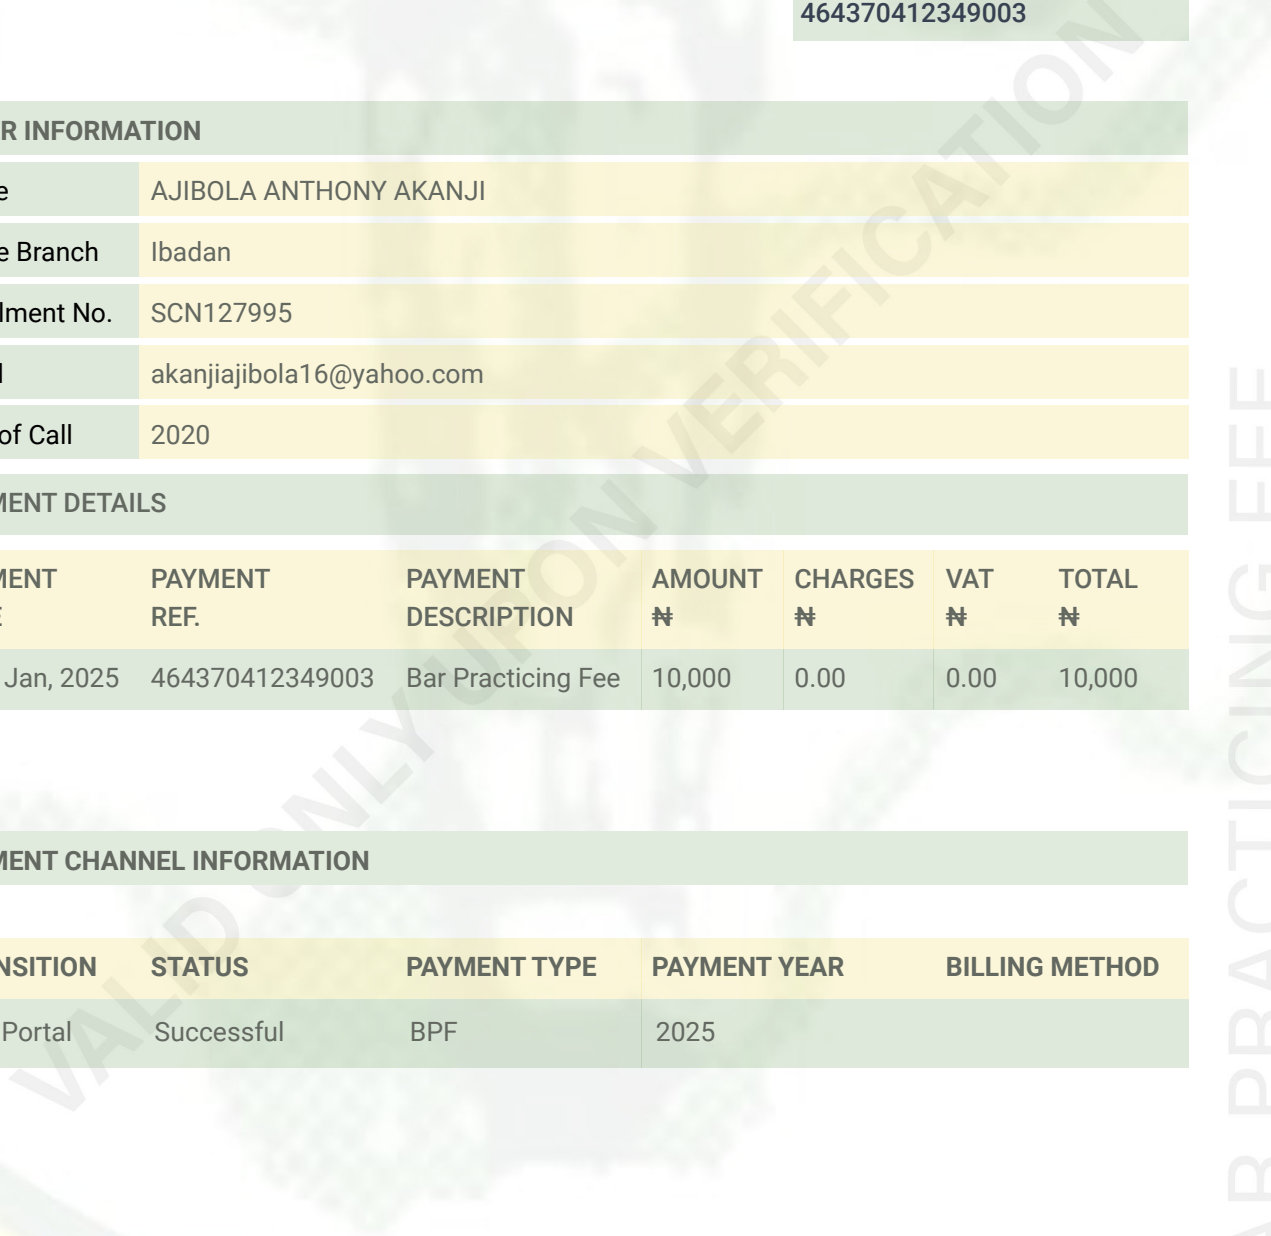 464370412349003
R INFORMATION
e AJIBOLA ANTHONY AKANJI
e Branch Ibadan
lment No. SCN127995
l akanjiajibola16@yahoo.com
of Call 2020
MENT DETAILS
MENT PAYMENT PAYMENT AMOUNT CHARGES VAT TOTAL
E REF. DESCRIPTION ₦ ₦ ₦ ₦
Jan, 2025 464370412349003 Bar Practicing Fee 10,000 0.00 0.00 10,000
MENT CHANNEL INFORMATION
NSITION STATUS PAYMENT TYPE PAYMENT YEAR BILLING METHOD
Portal Successful BPF 2025
VALID ONLY UPON VERIFICATION
AR PRACTICING FEE